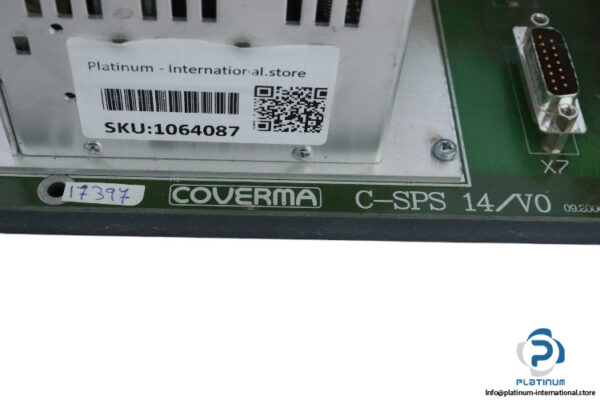 Platinum - International.store
SKU:1064087
X7
17397
COVERMA
C-SPS 14/V0
PLATINUM
Info@platinum-international.store